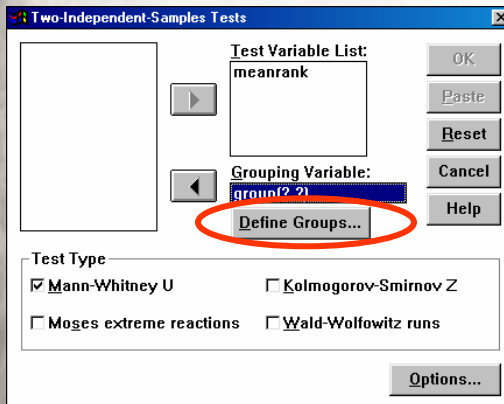 Two-Independent-Samples Tests
Test Variable List:
meanrank
OK
Paste
Reset
Cancel
Help
Grouping Variable:
group(? ?)
Define Groups...
Test Type
Mann-Whitney U
Kolmogorov-Smirnov Z
Moses extreme reactions
Wald-Wolfowitz runs
Options...